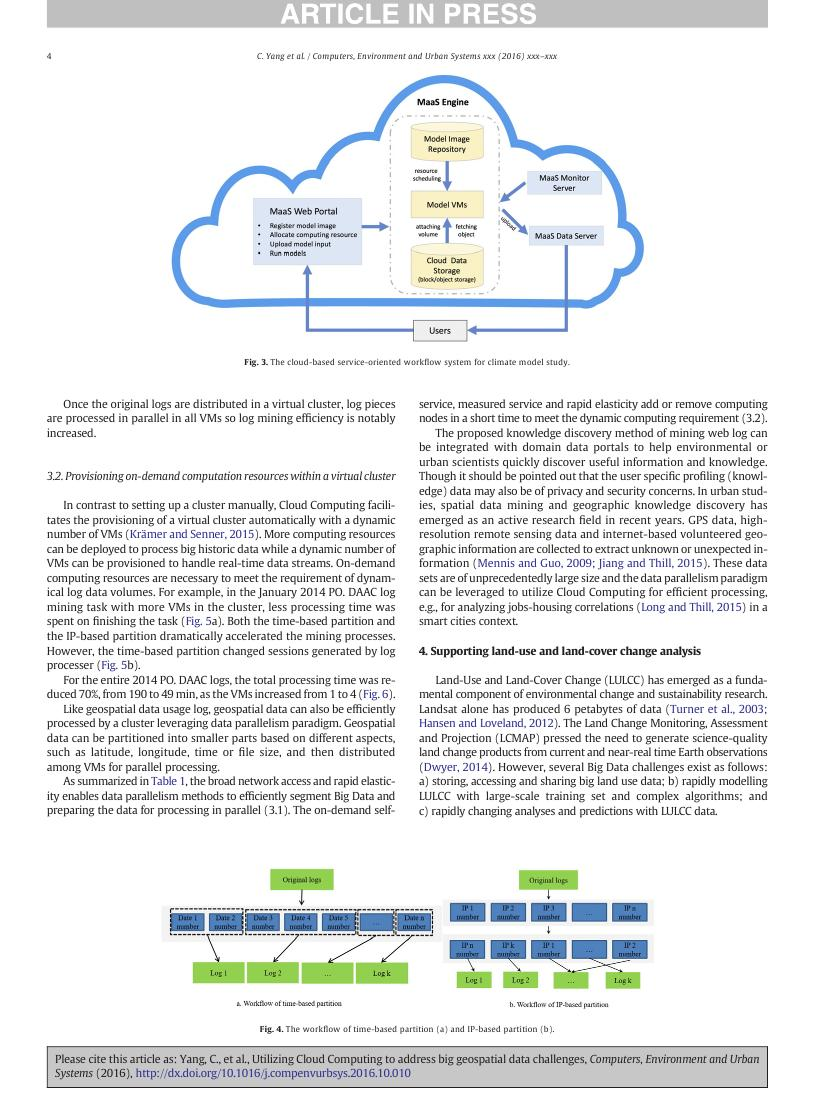 ARTICLE IN PRESS
4
C. Yang et al. / Computers, Environment and Urban Systems xxx (2016) xxx–xxx
MaaS Engine
Model Image
Repository
resource
scheduling
MaaS Monitor
Server
Model VMs
MaaS Web Portal
• Register model image
• Allocate computing resource
• Upload model input
• Run models
attaching
volume
fetching
object
upload
MaaS Data Server
Cloud Data
Storage
(block/object storage)
Users
Fig. 3. The cloud-based service-oriented workflow system for climate model study.
Once the original logs are distributed in a virtual cluster, log pieces
are processed in parallel in all VMs so log mining efficiency is notably
increased.
3.2. Provisioning on-demand computation resources within a virtual cluster
In contrast to setting up a cluster manually, Cloud Computing facili-
tates the provisioning of a virtual cluster automatically with a dynamic
number of VMs (Krämer and Senner, 2015). More computing resources
can be deployed to process big historic data while a dynamic number of
VMs can be provisioned to handle real-time data streams. On-demand
computing resources are necessary to meet the requirement of dynam-
ical log data volumes. For example, in the January 2014 PO. DAAC log
mining task with more VMs in the cluster, less processing time was
spent on finishing the task (Fig. 5a). Both the time-based partition and
the IP-based partition dramatically accelerated the mining processes.
However, the time-based partition changed sessions generated by log
processer (Fig. 5b).
For the entire 2014 PO. DAAC logs, the total processing time was re-
duced 70%, from 190 to 49 min, as the VMs increased from 1 to 4 (Fig. 6).
Like geospatial data usage log, geospatial data can also be efficiently
processed by a cluster leveraging data parallelism paradigm. Geospatial
data can be partitioned into smaller parts based on different aspects,
such as latitude, longitude, time or file size, and then distributed
among VMs for parallel processing.
As summarized in Table 1, the broad network access and rapid elastic-
ity enables data parallelism methods to efficiently segment Big Data and
preparing the data for processing in parallel (3.1). The on-demand self-
service, measured service and rapid elasticity add or remove computing
nodes in a short time to meet the dynamic computing requirement (3.2).
The proposed knowledge discovery method of mining web log can
be integrated with domain data portals to help environmental or
urban scientists quickly discover useful information and knowledge.
Though it should be pointed out that the user specific profiling (knowl-
edge) data may also be of privacy and security concerns. In urban stud-
ies, spatial data mining and geographic knowledge discovery has
emerged as an active research field in recent years. GPS data, high-
resolution remote sensing data and internet-based volunteered geo-
graphic information are collected to extract unknown or unexpected in-
formation (Mennis and Guo, 2009; Jiang and Thill, 2015). These data
sets are of unprecedentedly large size and the data parallelism paradigm
can be leveraged to utilize Cloud Computing for efficient processing,
e.g., for analyzing jobs-housing correlations (Long and Thill, 2015) in a
smart cities context.
4. Supporting land-use and land-cover change analysis
Land-Use and Land-Cover Change (LULCC) has emerged as a funda-
mental component of environmental change and sustainability research.
Landsat alone has produced 6 petabytes of data (Turner et al., 2003;
Hansen and Loveland, 2012). The Land Change Monitoring, Assessment
and Projection (LCMAP) pressed the need to generate science-quality
land change products from current and near-real time Earth observations
(Dwyer, 2014). However, several Big Data challenges exist as follows:
a) storing, accessing and sharing big land use data; b) rapidly modelling
LULCC with large-scale training set and complex algorithms; and
c) rapidly changing analyses and predictions with LULCC data.
Original logs
Date 1 number
Date 2 number
Date 3 number
Date 4 number
Date 5 number
...
Date n number
Log 1
Log 2
...
Log k
a. Workflow of time-based partition
Original logs
IP 1 number
IP 2 number
IP 3 number
...
IP n number
IP n number
IP k number
IP 1 number
...
IP 2 number
Log 1
Log 2
...
Log k
b. Workflow of IP-based partition
Fig. 4. The workflow of time-based partition (a) and IP-based partition (b).
Please cite this article as: Yang, C., et al., Utilizing Cloud Computing to address big geospatial data challenges, Computers, Environment and Urban
Systems (2016), http://dx.doi.org/10.1016/j.compenvurbsys.2016.10.010